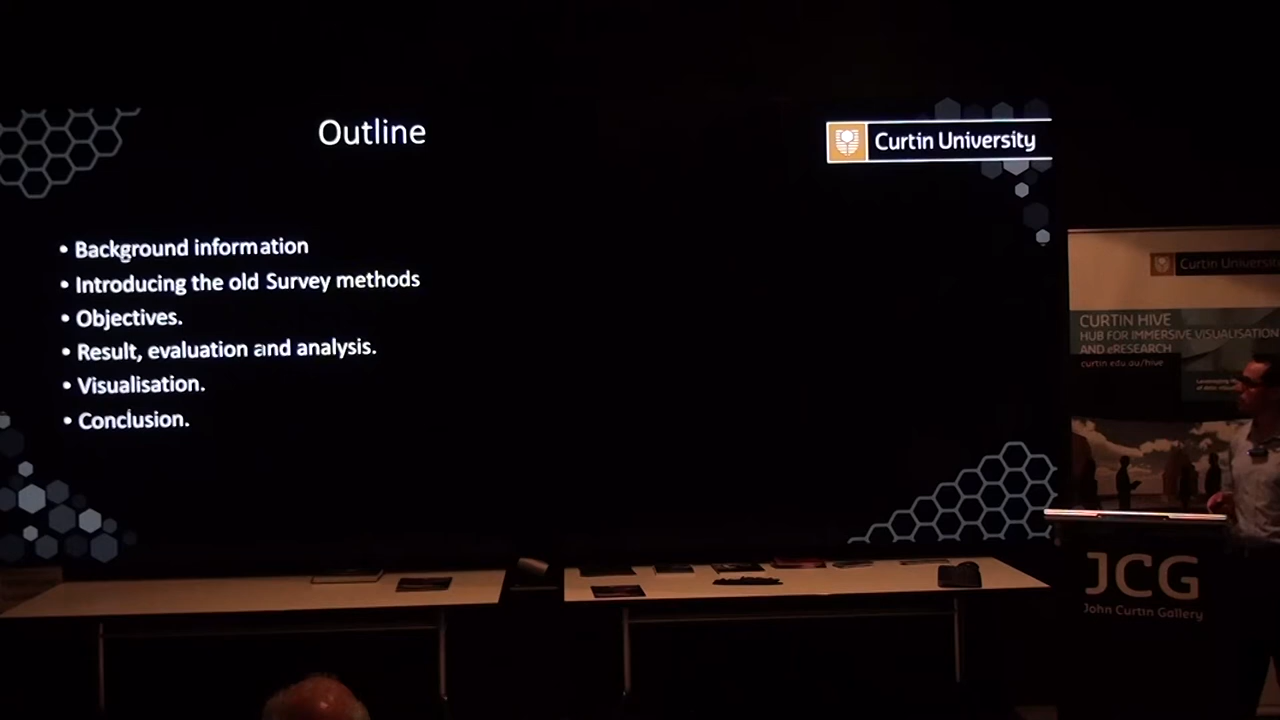 Outline
Curtin University
• Background information
• Introducing the old Survey methods
• Objectives.
• Result, evaluation and analysis.
• Visualisation.
• Conclusion.
Curtin University
CURTIN HIVE
HUB FOR IMMERSIVE VISUALISATION
AND eRESEARCH
curtin.edu.au/hive
JCG
John Curtin Gallery